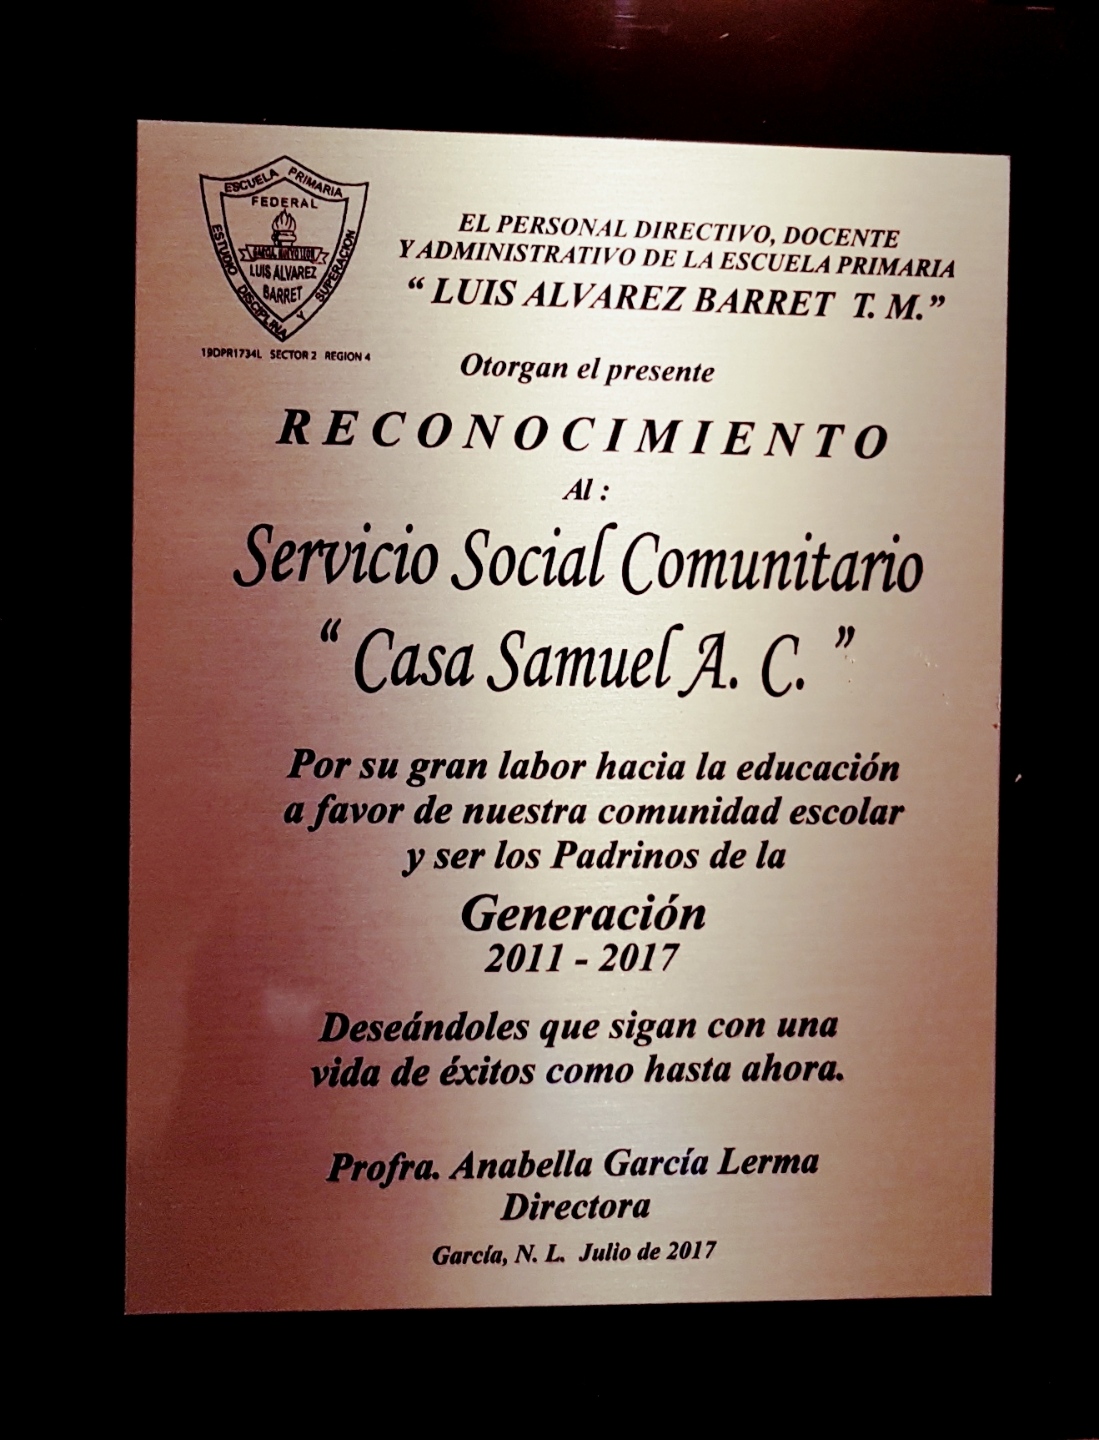 ESCUELA PRIMARIA
FEDERAL
LUIS ALVAREZ
BARRET
ESTUDIO DISCIPLINA Y SUPERACION
19DPR1734L SECTOR 2 REGION 4
EL PERSONAL DIRECTIVO, DOCENTE
Y ADMINISTRATIVO DE LA ESCUELA PRIMARIA
“ LUIS ALVAREZ BARRET T. M.”
Otorgan el presente
RECONOCIMIENTO
Al :
Servicio Social Comunitario
“ Casa Samuel A. C. ”
Por su gran labor hacia la educación
a favor de nuestra comunidad escolar
y ser los Padrinos de la
Generación
2011 - 2017
Deseándoles que sigan con una
vida de éxitos como hasta ahora.
Profra. Anabella García Lerma
Directora
García, N. L. Julio de 2017